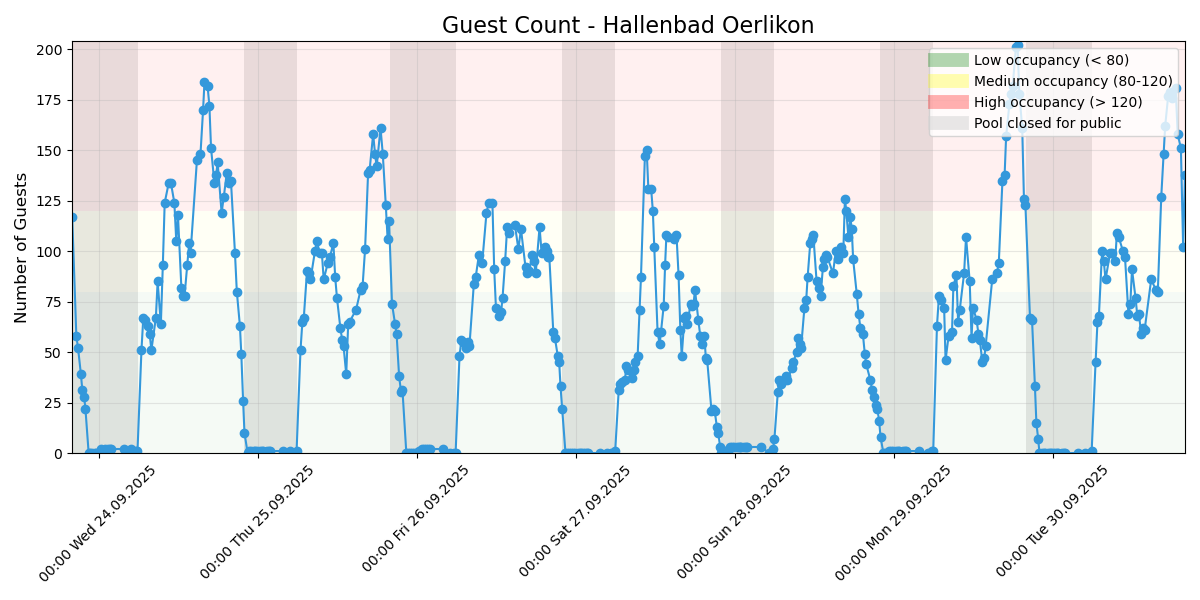 Guest Count - Hallenbad Oerlikon
Number of Guests
200
175
150
125
100
75
50
25
0
Low occupancy (< 80)
Medium occupancy (80-120)
High occupancy (> 120)
Pool closed for public
00:00 Wed 24.09.2025
00:00 Thu 25.09.2025
00:00 Fri 26.09.2025
00:00 Sat 27.09.2025
00:00 Sun 28.09.2025
00:00 Mon 29.09.2025
00:00 Tue 30.09.2025